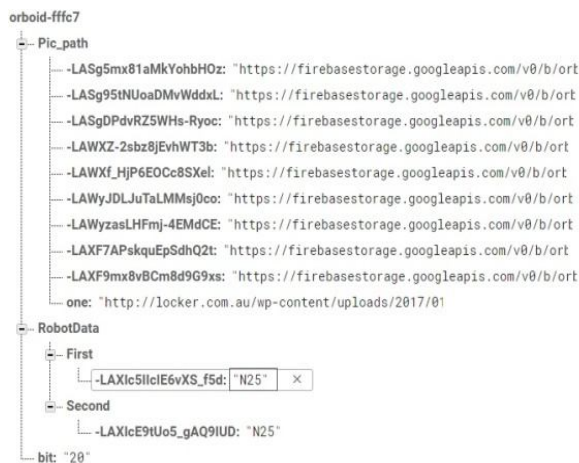 orboid-fffc7
Pic_path
-LASg5mx81aMkYohbHOz: "https://firebasestorage.googleapis.com/v0/b/ort
-LASg95tNUoaDMvWddxL: "https://firebasestorage.googleapis.com/v0/b/ort
-LASgDPdvRZ5WHs-Ryoc: "https://firebasestorage.googleapis.com/v0/b/ort
-LAWXZ-2sbz8jEvhWT3b: "https://firebasestorage.googleapis.com/v0/b/ort
-LAWXf_HjP6EOCc8SXel: "https://firebasestorage.googleapis.com/v0/b/ort
-LAWyJDLJuTaLMMsj0co: "https://firebasestorage.googleapis.com/v0/b/ort
-LAWyzasLHFmj-4EMdCE: "https://firebasestorage.googleapis.com/v0/b/ort
-LAXF7APskquEpSdhQ2t: "https://firebasestorage.googleapis.com/v0/b/ort
-LAXF9mx8vBCm8d9G9xs: "https://firebasestorage.googleapis.com/v0/b/ort
one: "http://locker.com.au/wp-content/uploads/2017/01
RobotData
First
-LAXIc5IIcIE6vXS_f5d: "N25" ×
Second
-LAXIcE9tUo5_gAQ9IUD: "N25"
bit: "20"